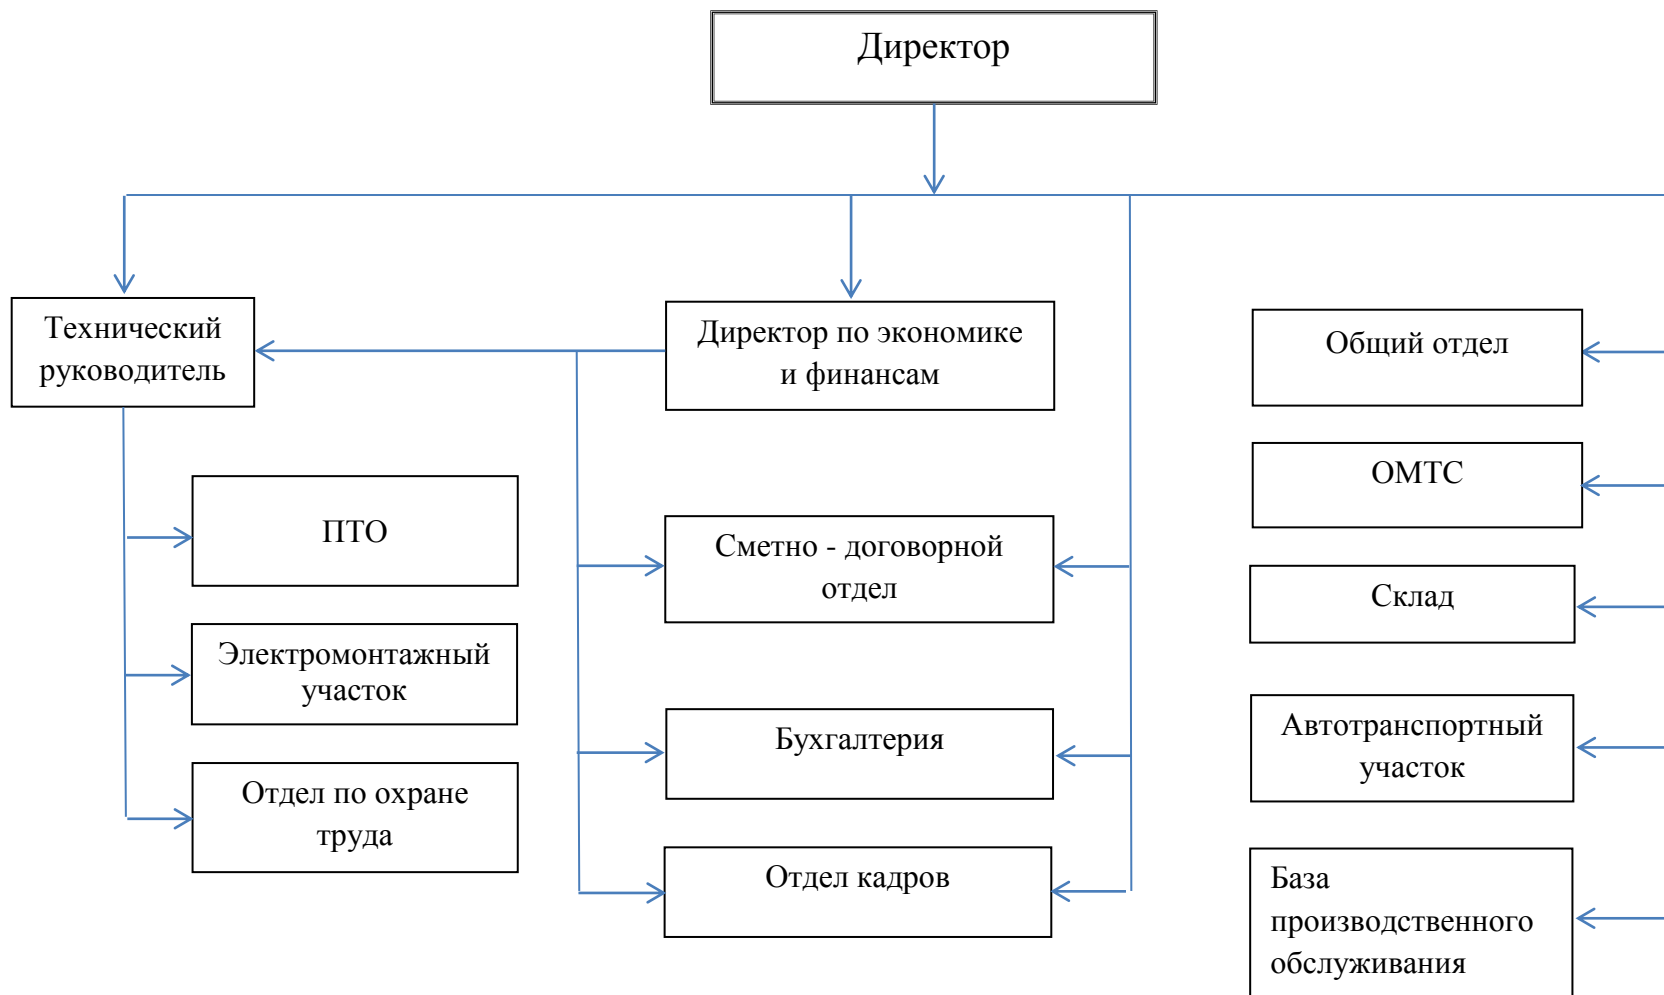 Директор
Технический
руководитель
Директор по экономике
и финансам
Общий отдел
ПТО
Электромонтажный
участок
Отдел по охране
труда
Сметно - договорной
отдел
Бухгалтерия
Отдел кадров
ОМТС
Склад
Автотранспортный
участок
База
производственного
обслуживания